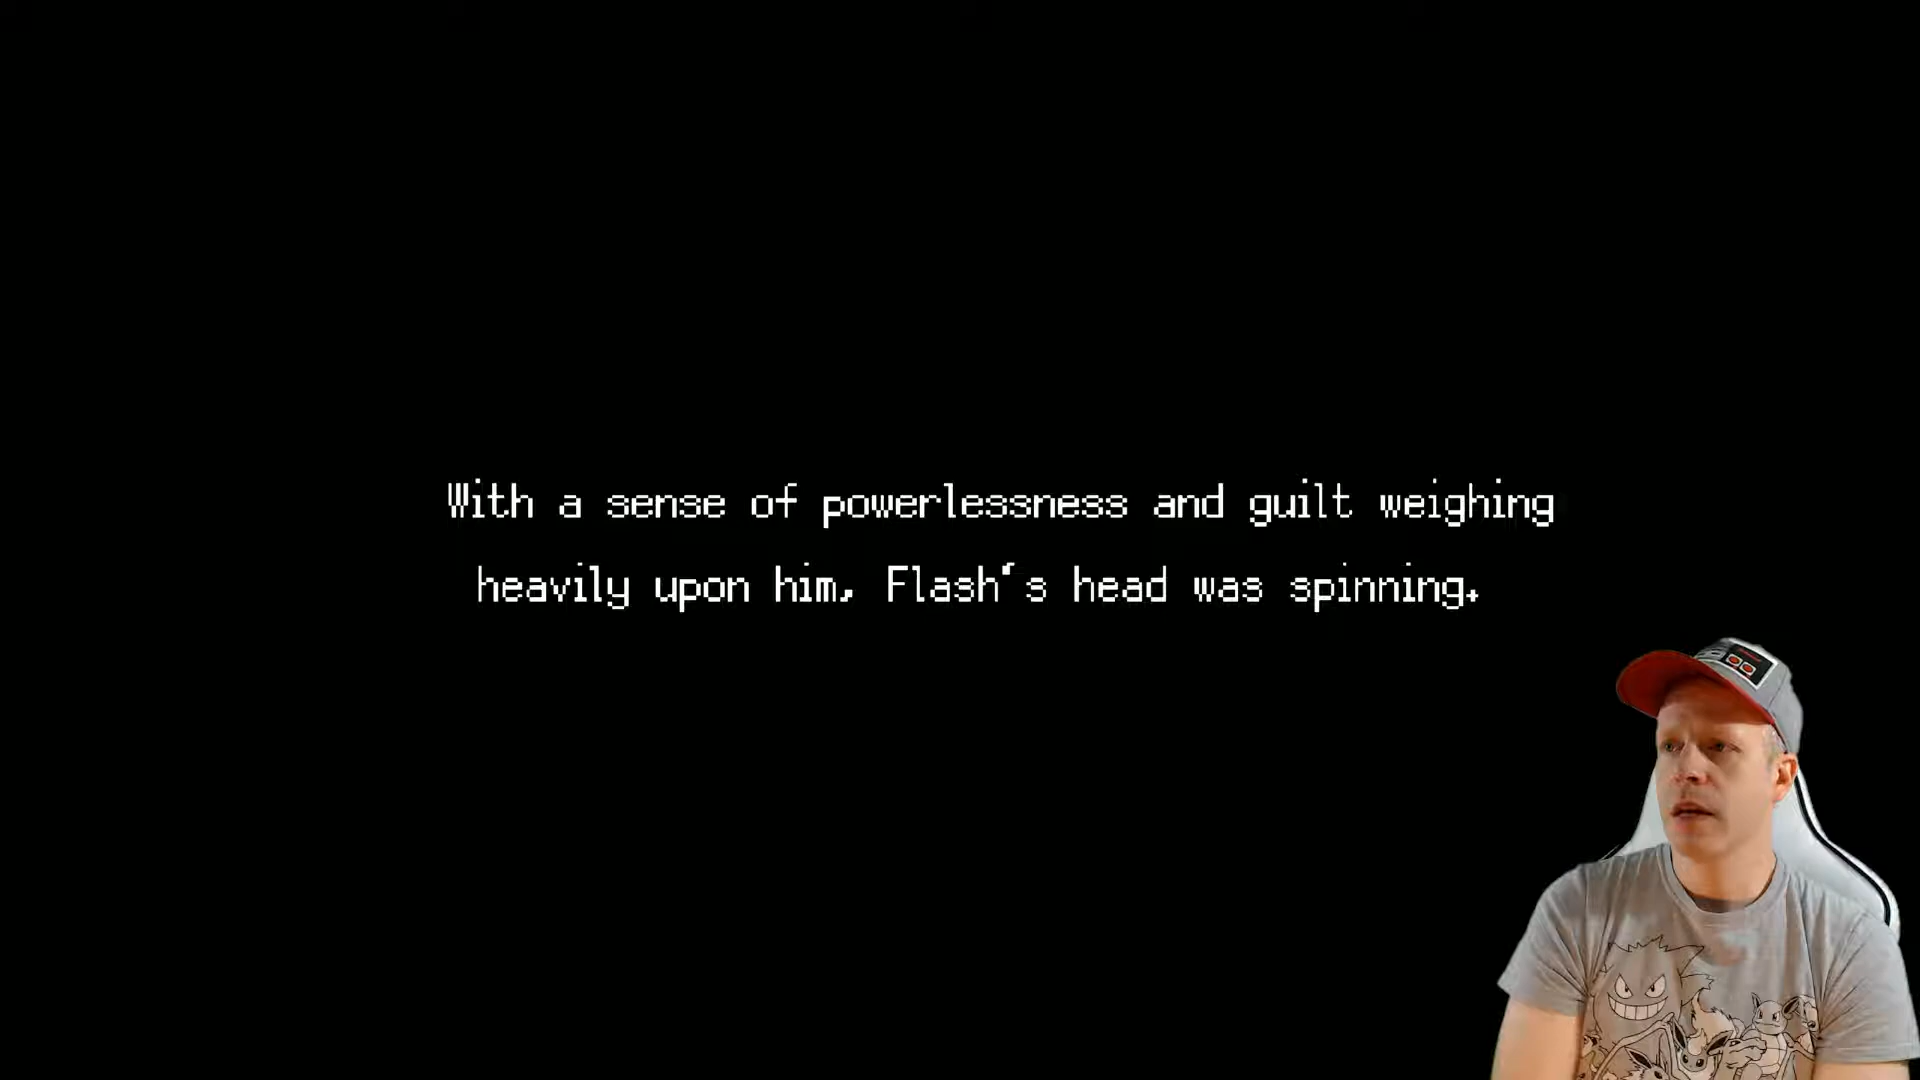 With a sense of powerlessness and guilt weighing
heavily upon him, Flash's head was spinning.